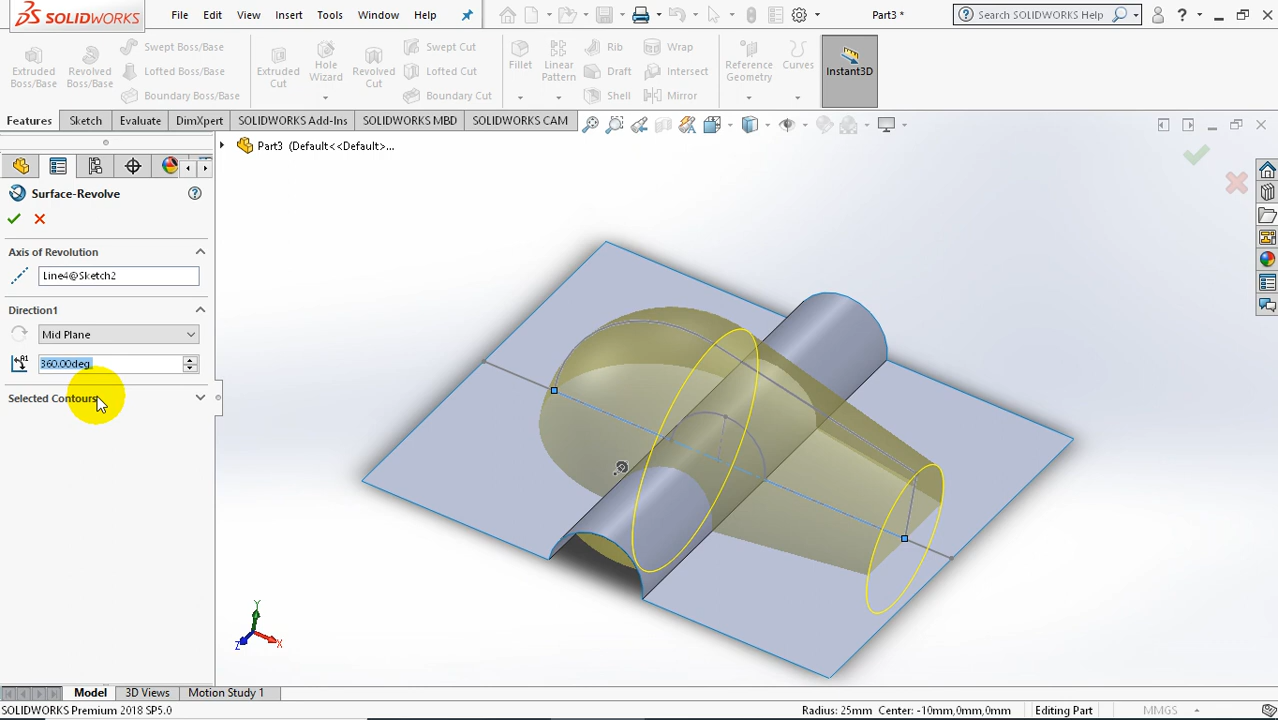 SOLIDWORKS File Edit View Insert Tools Window Help Part3 * Search SOLIDWORKS Help ?
Extruded Boss/Base Revolved Boss/Base Swept Boss/Base Lofted Boss/Base Boundary Boss/Base Extruded Cut Hole Wizard Revolved Cut Swept Cut Lofted Cut Boundary Cut Fillet Linear Pattern Rib Draft Shell Wrap Intersect Mirror Reference Geometry Curves Instant3D
Features Sketch Evaluate DimXpert SOLIDWORKS Add-Ins SOLIDWORKS MBD SOLIDWORKS CAM
Part3 (Default<<Default>...
Surface-Revolve ?
Axis of Revolution
Line4@Sketch2
Direction1
Mid Plane
A1 360.00deg
Selected Contours
Y
Z X
Model 3D Views Motion Study 1
SOLIDWORKS Premium 2018 SP5.0 Radius: 25mm Center: -10mm,0mm,0mm Editing Part MMGS